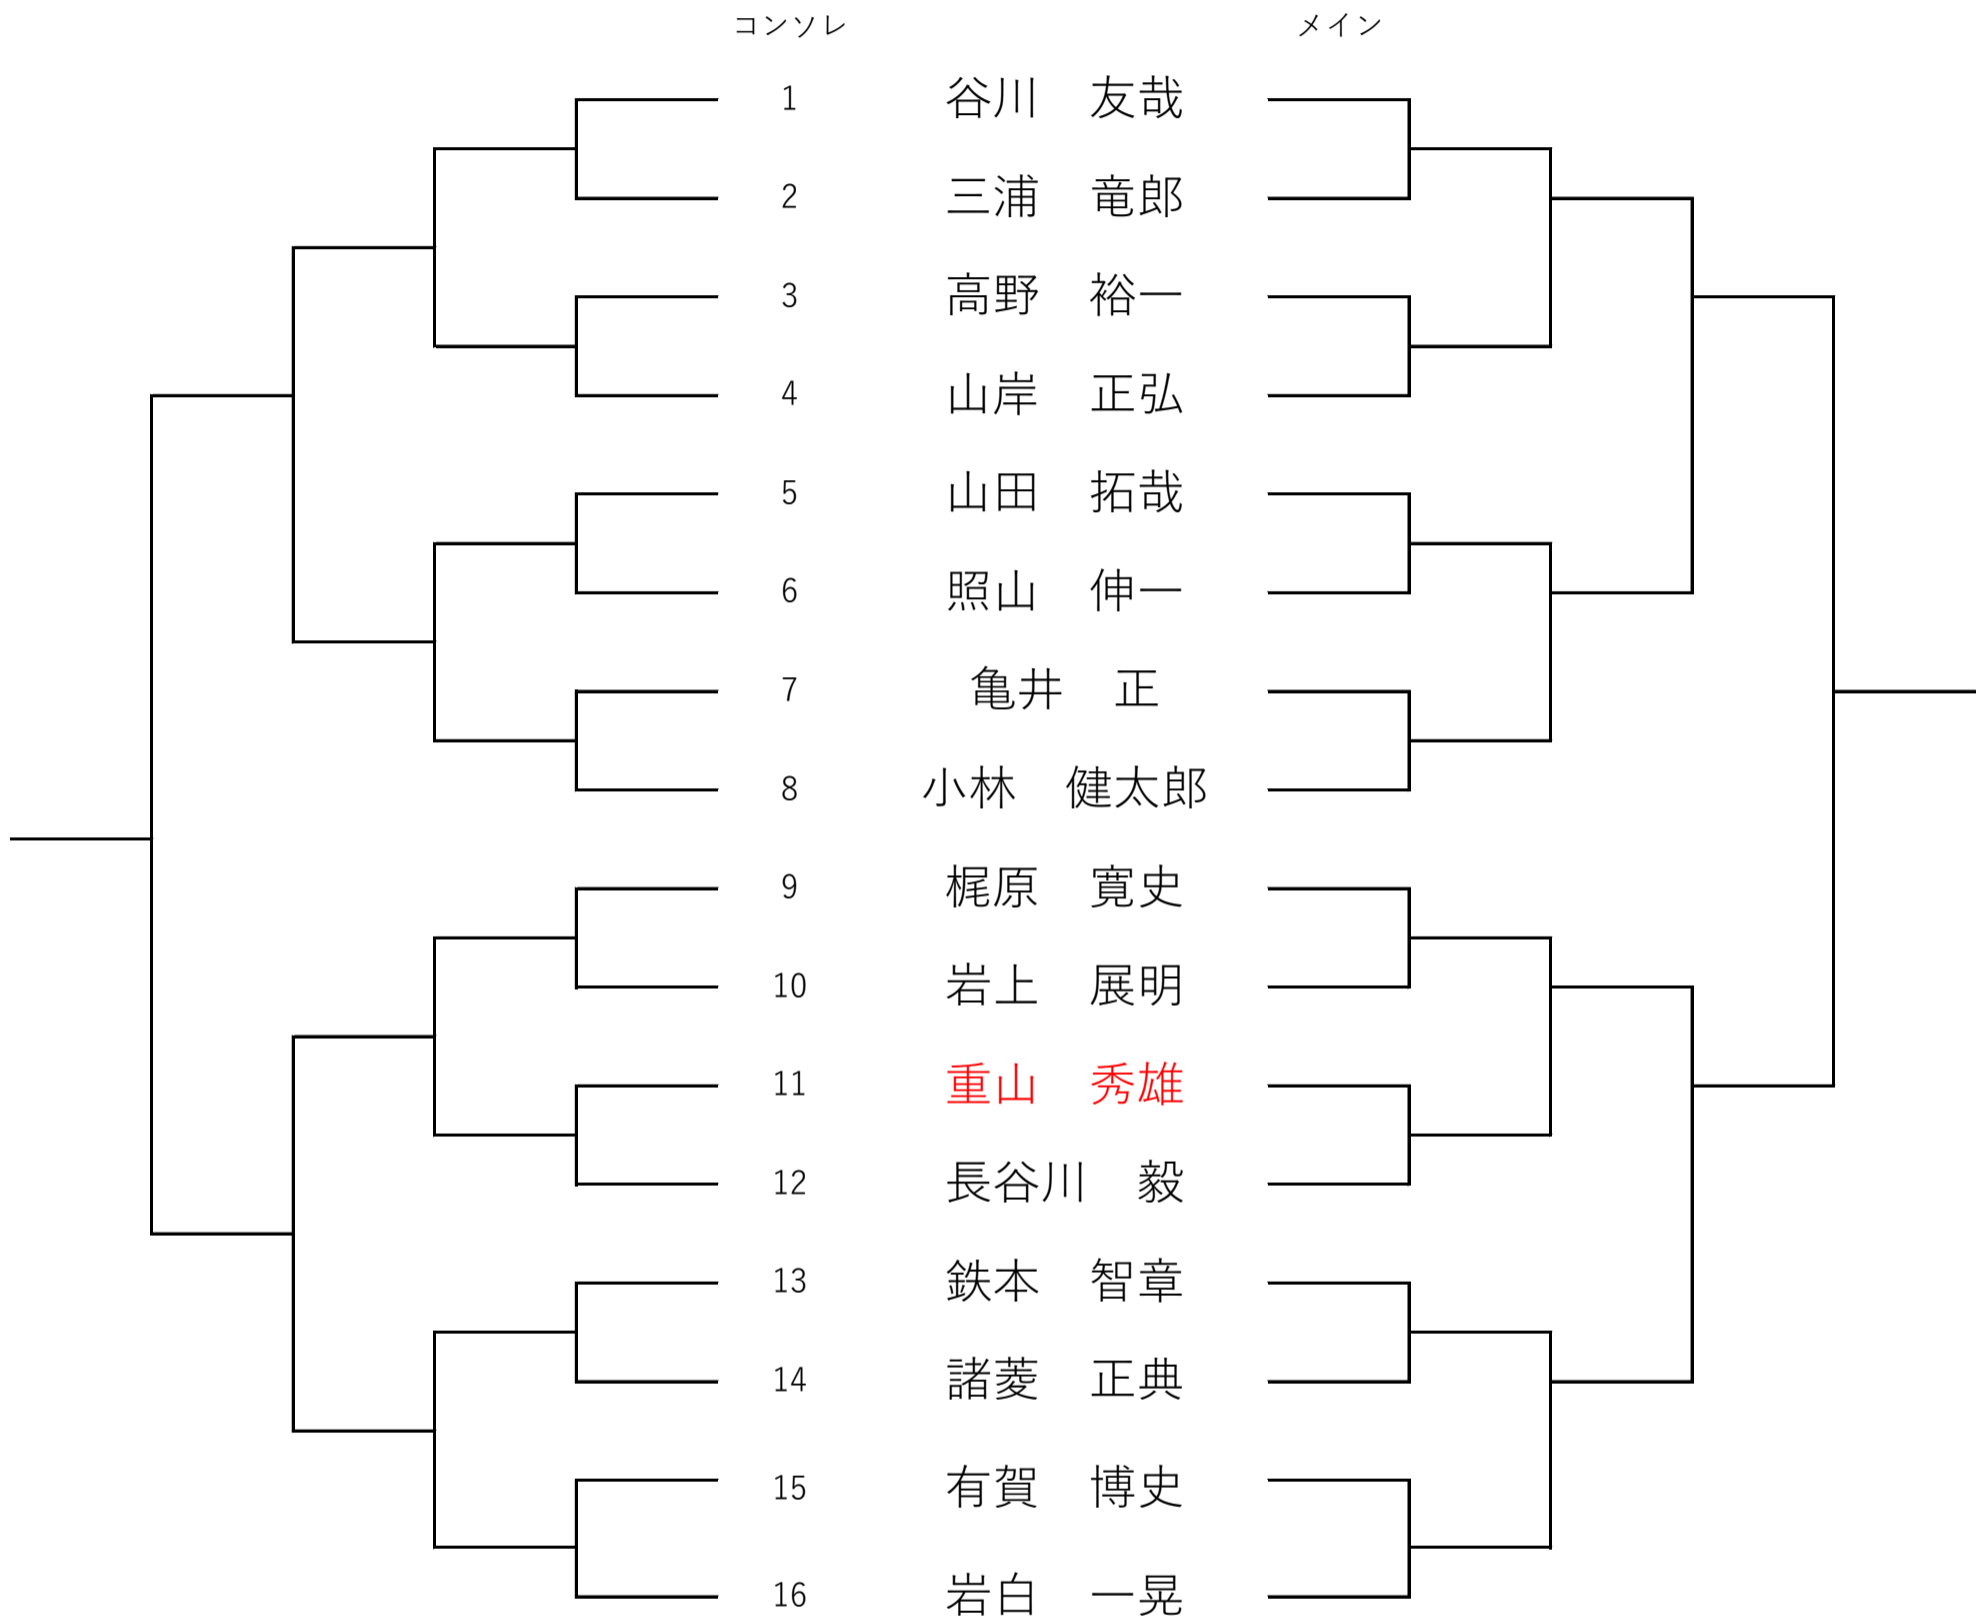 コンソレ メイン
1 谷川 友哉
2 三浦 竜郎
3 高野 裕一
4 山岸 正弘
5 山田 拓哉
6 照山 伸一
7 亀井 正
8 小林 健太郎
9 梶原 寛史
10 岩上 展明
11 重山 秀雄
12 長谷川 毅
13 鉄本 智章
14 諸菱 正典
15 有賀 博史
16 岩白 一晃